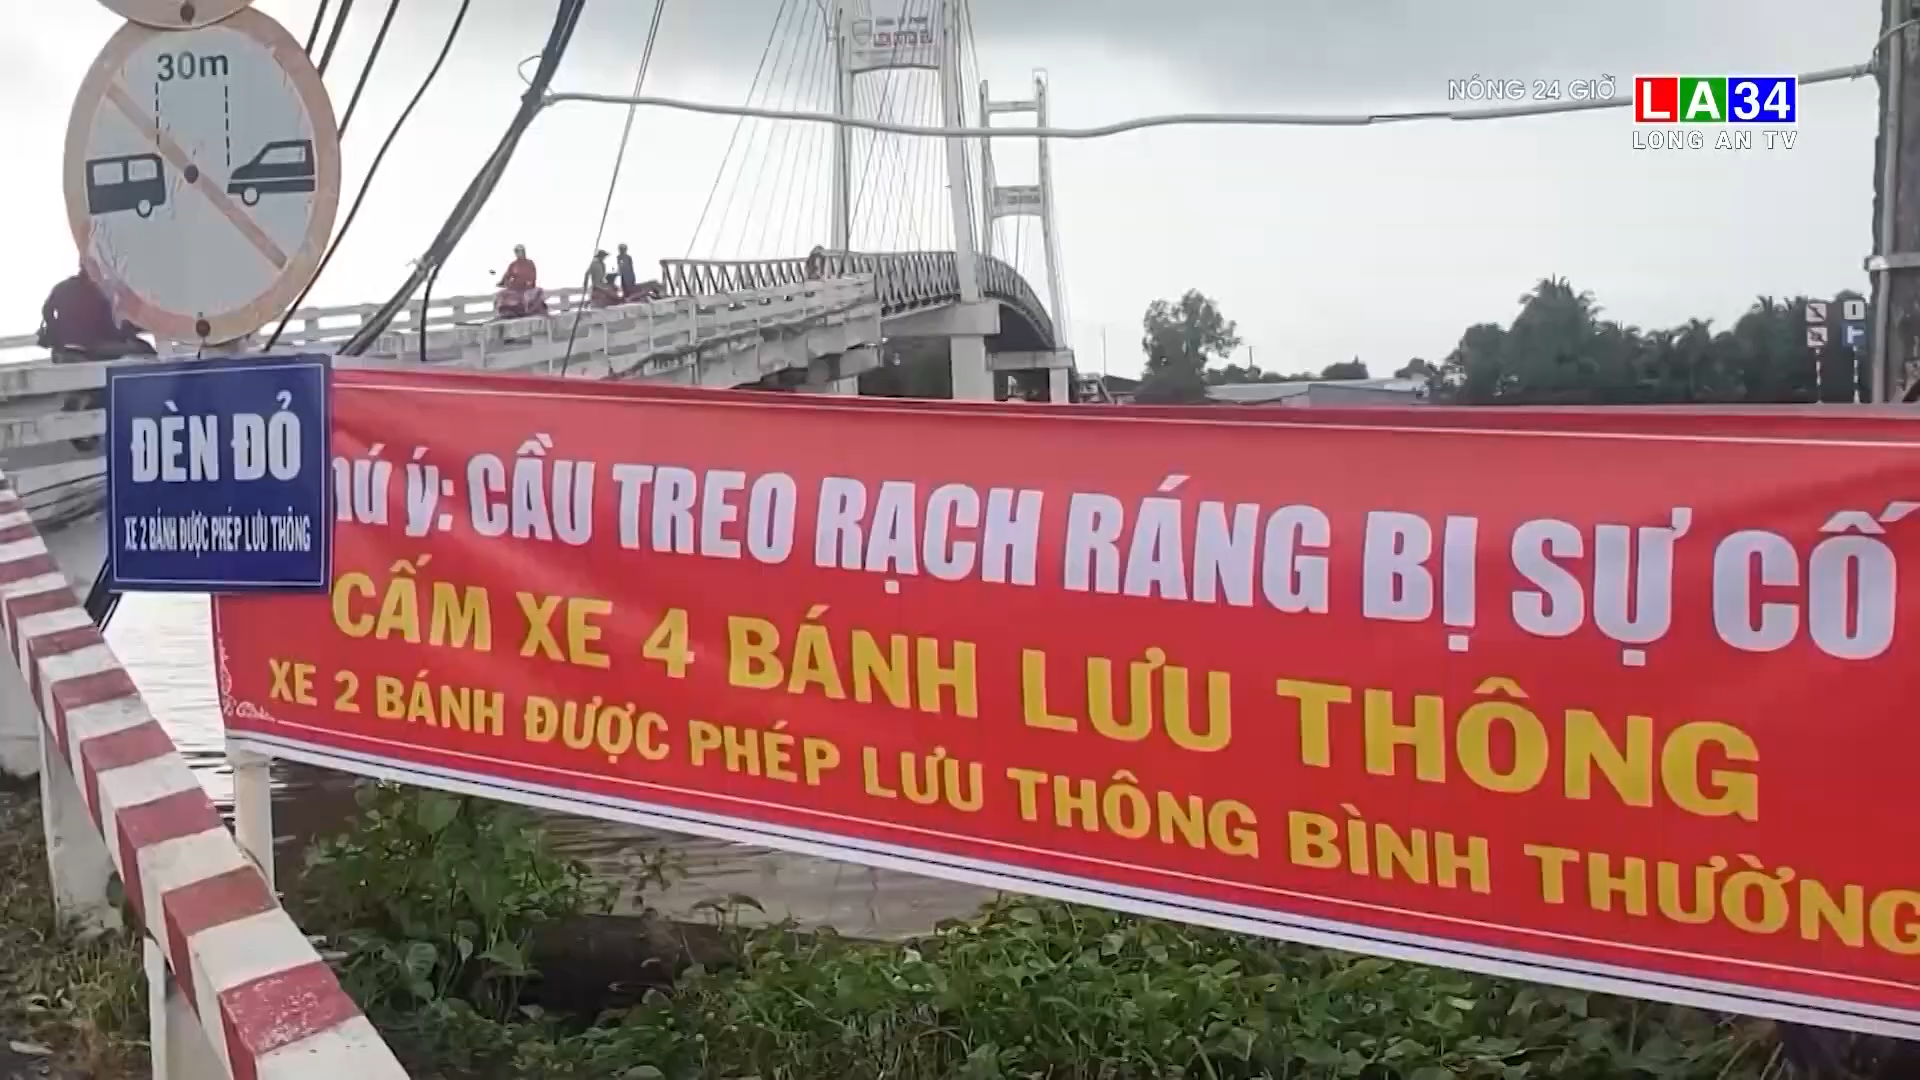 30m
NÓNG 24 GIỜ
LA34
LONG AN TV
ĐÈN ĐỎ
XE 2 BÁNH ĐƯỢC PHÉP LƯU THÔNG
hú ý: CẦU TREO RẠCH RÁNG BỊ SỰ CỐ
CẤM XE 4 BÁNH LƯU THÔNG
XE 2 BÁNH ĐƯỢC PHÉP LƯU THÔNG BÌNH THƯỜNG